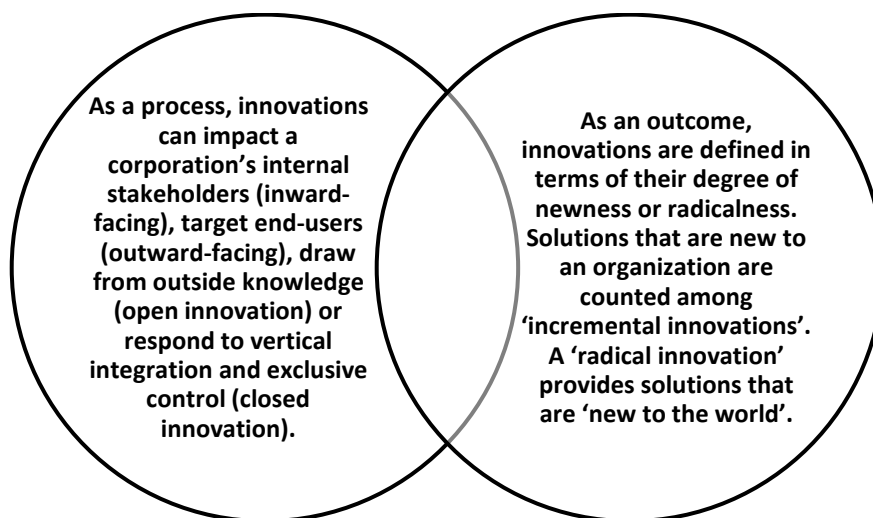 As a process, innovations
can impact a
corporation’s internal
stakeholders (inward-
facing), target end-users
(outward-facing), draw
from outside knowledge
(open innovation) or
respond to vertical
integration and exclusive
control (closed
innovation).
As an outcome,
innovations are defined in
terms of their degree of
newness or radicalness.
Solutions that are new to
an organization are
counted among
‘incremental innovations’.
A ‘radical innovation’
provides solutions that
are ‘new to the world’.